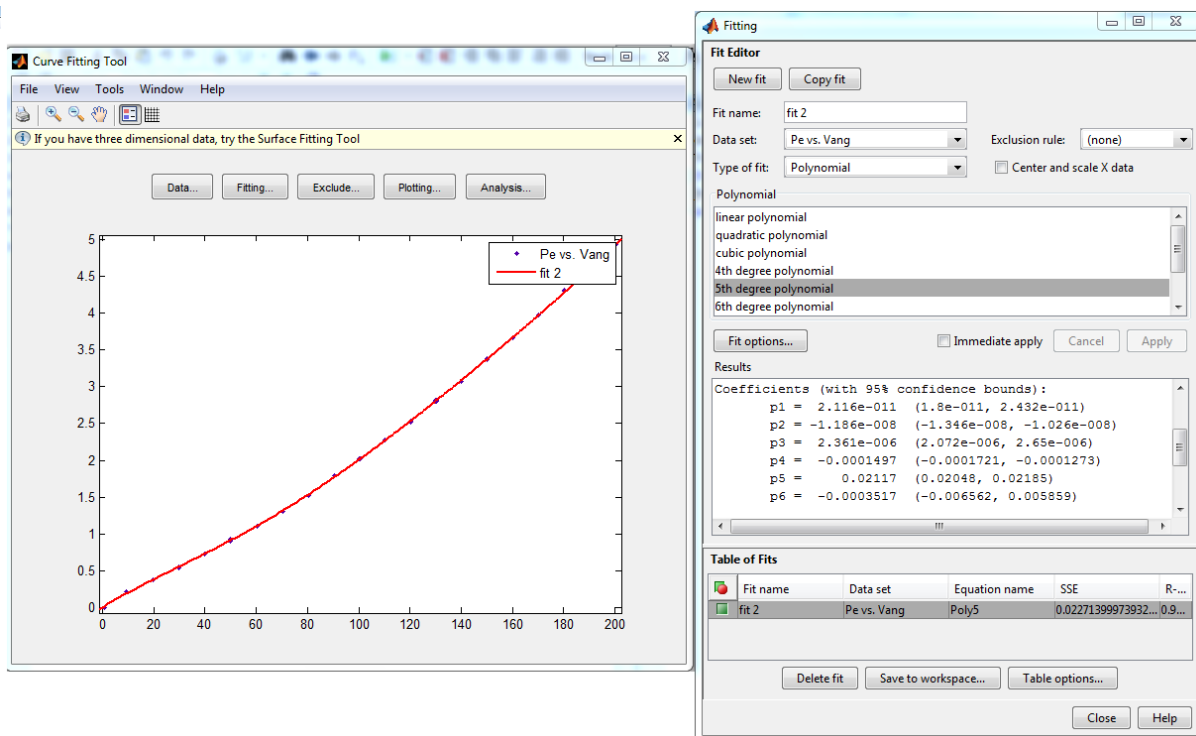 Curve Fitting Tool
File View Tools Window Help
If you have three dimensional data, try the Surface Fitting Tool
Data... Fitting... Exclude... Plotting... Analysis...
Pe vs. Vang
fit 2
5
4.5
4
3.5
3
2.5
2
1.5
1
0.5
0
0 20 40 60 80 100 120 140 160 180 200
Fitting
Fit Editor
New fit Copy fit
Fit name: fit 2
Data set: Pe vs. Vang Exclusion rule: (none)
Type of fit: Polynomial Center and scale X data
Polynomial
linear polynomial
quadratic polynomial
cubic polynomial
4th degree polynomial
5th degree polynomial
6th degree polynomial
Fit options... Immediate apply Cancel Apply
Results
Coefficients (with 95% confidence bounds):
p1 = 2.116e-011 (1.8e-011, 2.432e-011)
p2 = -1.186e-008 (-1.346e-008, -1.026e-008)
p3 = 2.361e-006 (2.072e-006, 2.65e-006)
p4 = -0.0001497 (-0.0001721, -0.0001273)
p5 = 0.02117 (0.02048, 0.02185)
p6 = -0.0003517 (-0.006562, 0.005859)
Table of Fits
Fit name Data set Equation name SSE R-...
fit 2 Pe vs. Vang Poly5 0.02271399973932... 0.9...
Delete fit Save to workspace... Table options...
Close Help